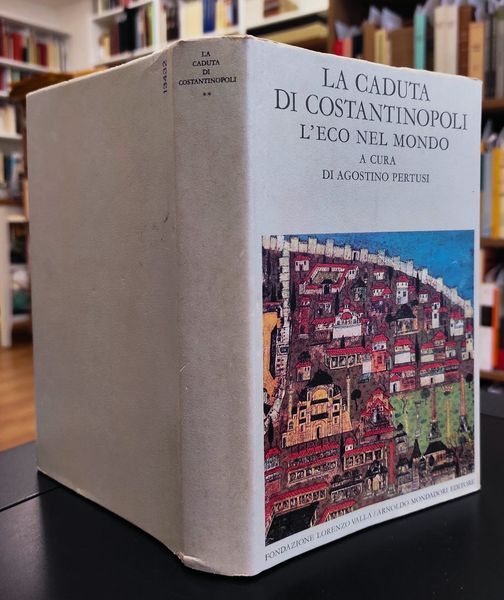 13432
LA
CADUTA
DI
COSTANTINOPOLI
**
LA CADUTA
DI COSTANTINOPOLI
L'ECO NEL MONDO
A CURA
DI AGOSTINO PERTUSI
FONDAZIONE LORENZO VALLA / ARNOLDO MONDADORI EDITORE